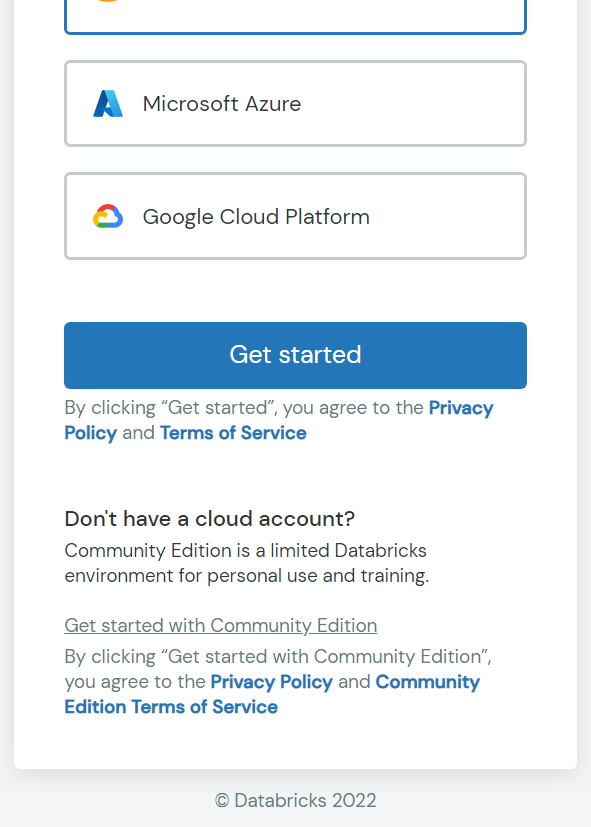 Microsoft Azure
Google Cloud Platform
Get started
By clicking “Get started”, you agree to the Privacy
Policy and Terms of Service
Don't have a cloud account?
Community Edition is a limited Databricks
environment for personal use and training.
Get started with Community Edition
By clicking “Get started with Community Edition”,
you agree to the Privacy Policy and Community
Edition Terms of Service
© Databricks 2022